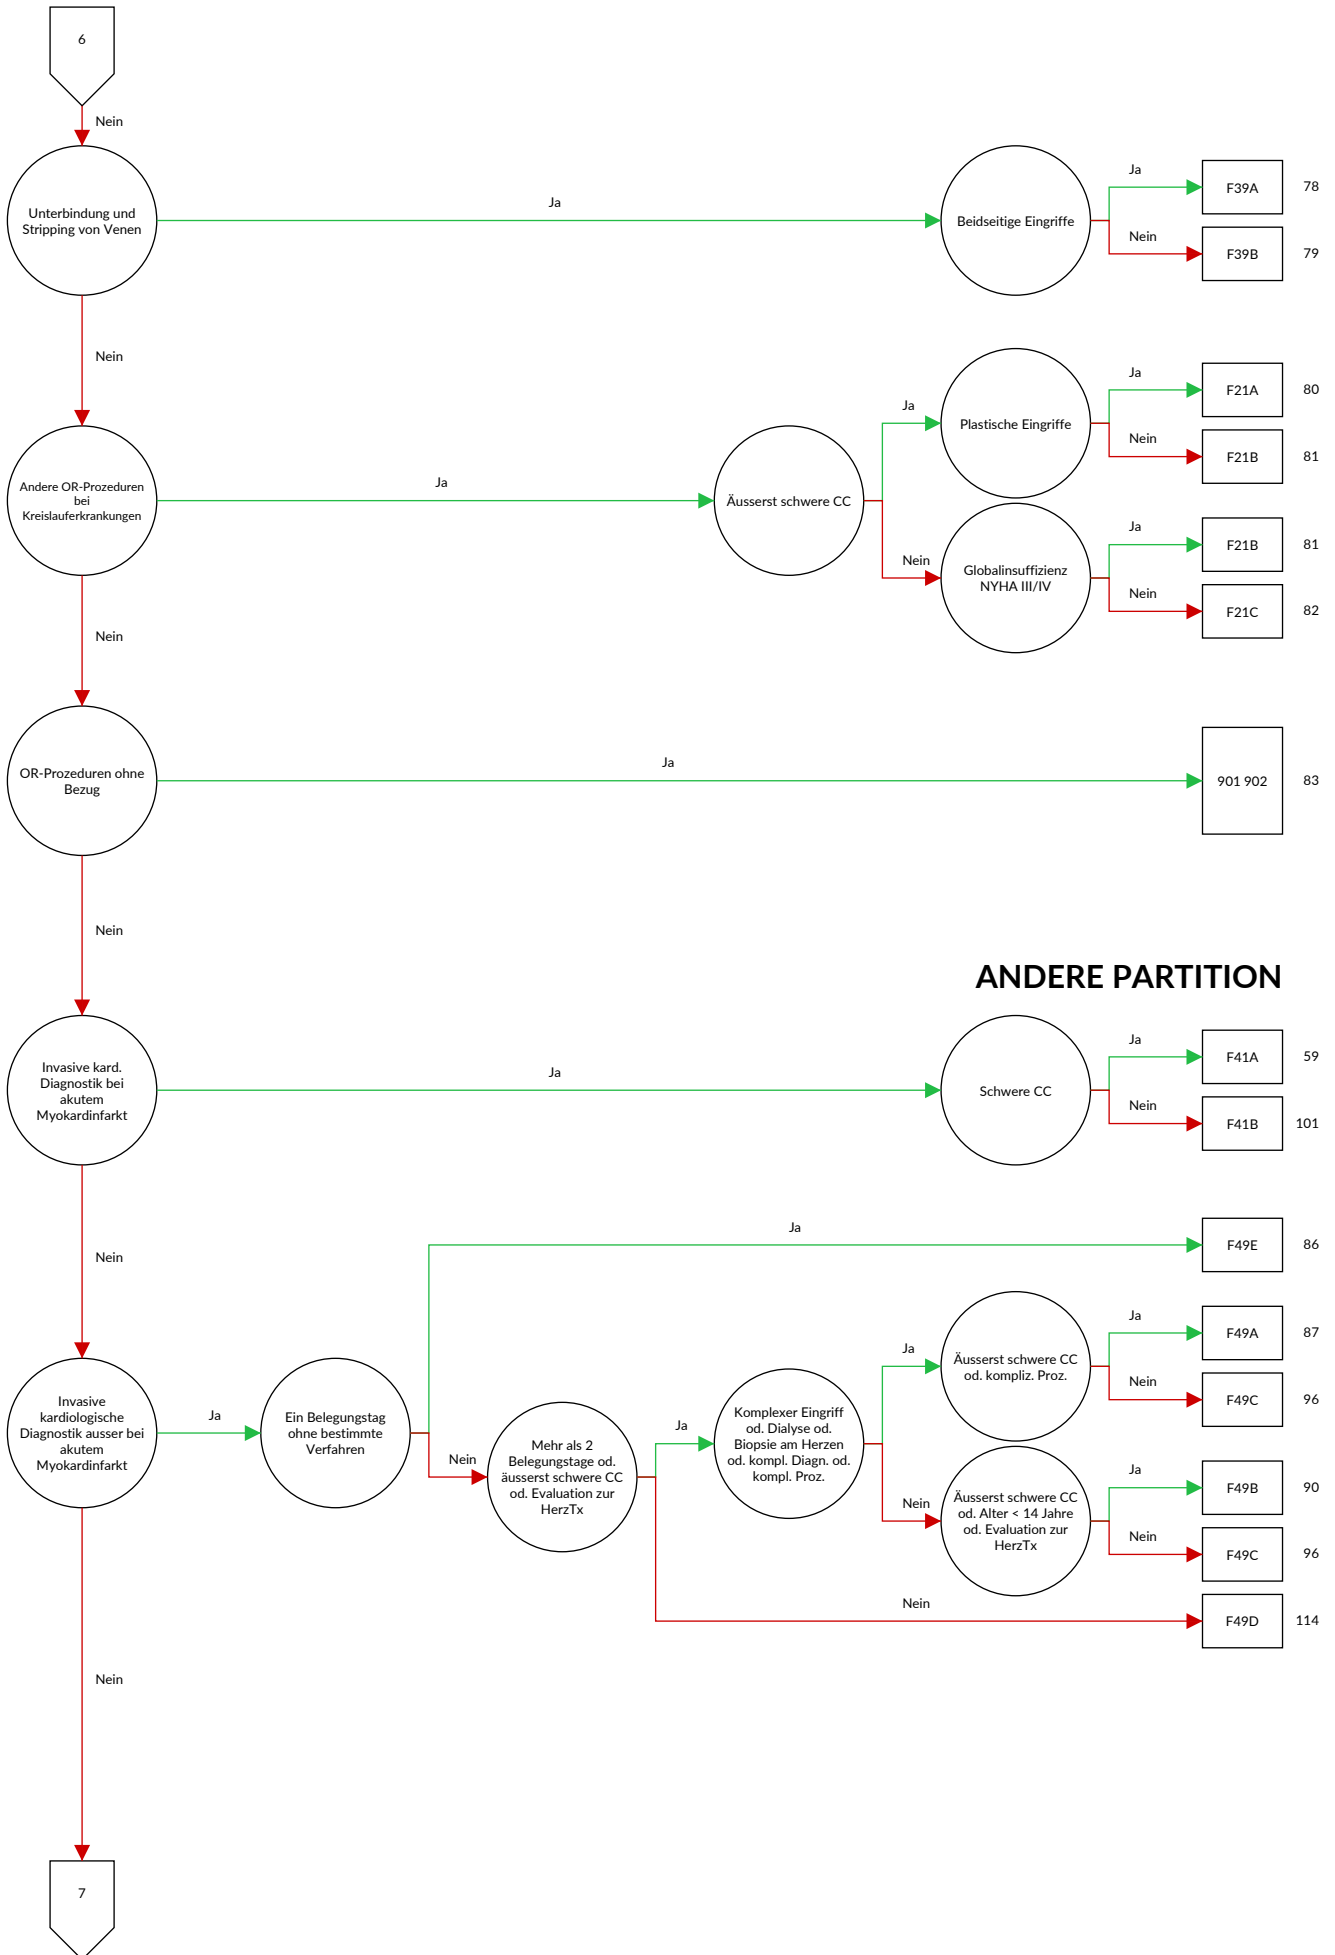 6
Nein
Unterbindung und
Stripping von Venen
Ja
Beidseitige Eingriffe
Ja
F39A
78
Nein
F39B
79
Nein
Andere OR-Prozeduren
bei
Kreislauferkrankungen
Ja
Äusserst schwere CC
Ja
Plastische Eingriffe
Ja
F21A
80
Nein
F21B
81
Nein
Globalinsuffizienz
NYHA III/IV
Ja
F21B
81
Nein
F21C
82
Nein
OR-Prozeduren ohne
Bezug
Ja
901 902
83
Nein
ANDERE PARTITION
Invasive kard.
Diagnostik bei
akutem
Myokardinfarkt
Ja
Schwere CC
Ja
F41A
59
Nein
F41B
101
Nein
Invasive
kardiologische
Diagnostik ausser bei
akutem
Myokardinfarkt
Ja
Ein Belegungstag
ohne bestimmte
Verfahren
Ja
F49E
86
Nein
Mehr als 2
Belegungstage od.
äusserst schwere CC
od. Evaluation zur
HerzTx
Ja
Komplexer Eingriff
od. Dialyse od.
Biopsie am Herzen
od. kompl. Diagn. od.
kompl. Proz.
Ja
Äusserst schwere CC
od. kompliz. Proz.
Ja
F49A
87
Nein
F49C
96
Nein
Äusserst schwere CC
od. Alter < 14 Jahre
od. Evaluation zur
HerzTx
Ja
F49B
90
Nein
F49C
96
Nein
F49D
114
Nein
7